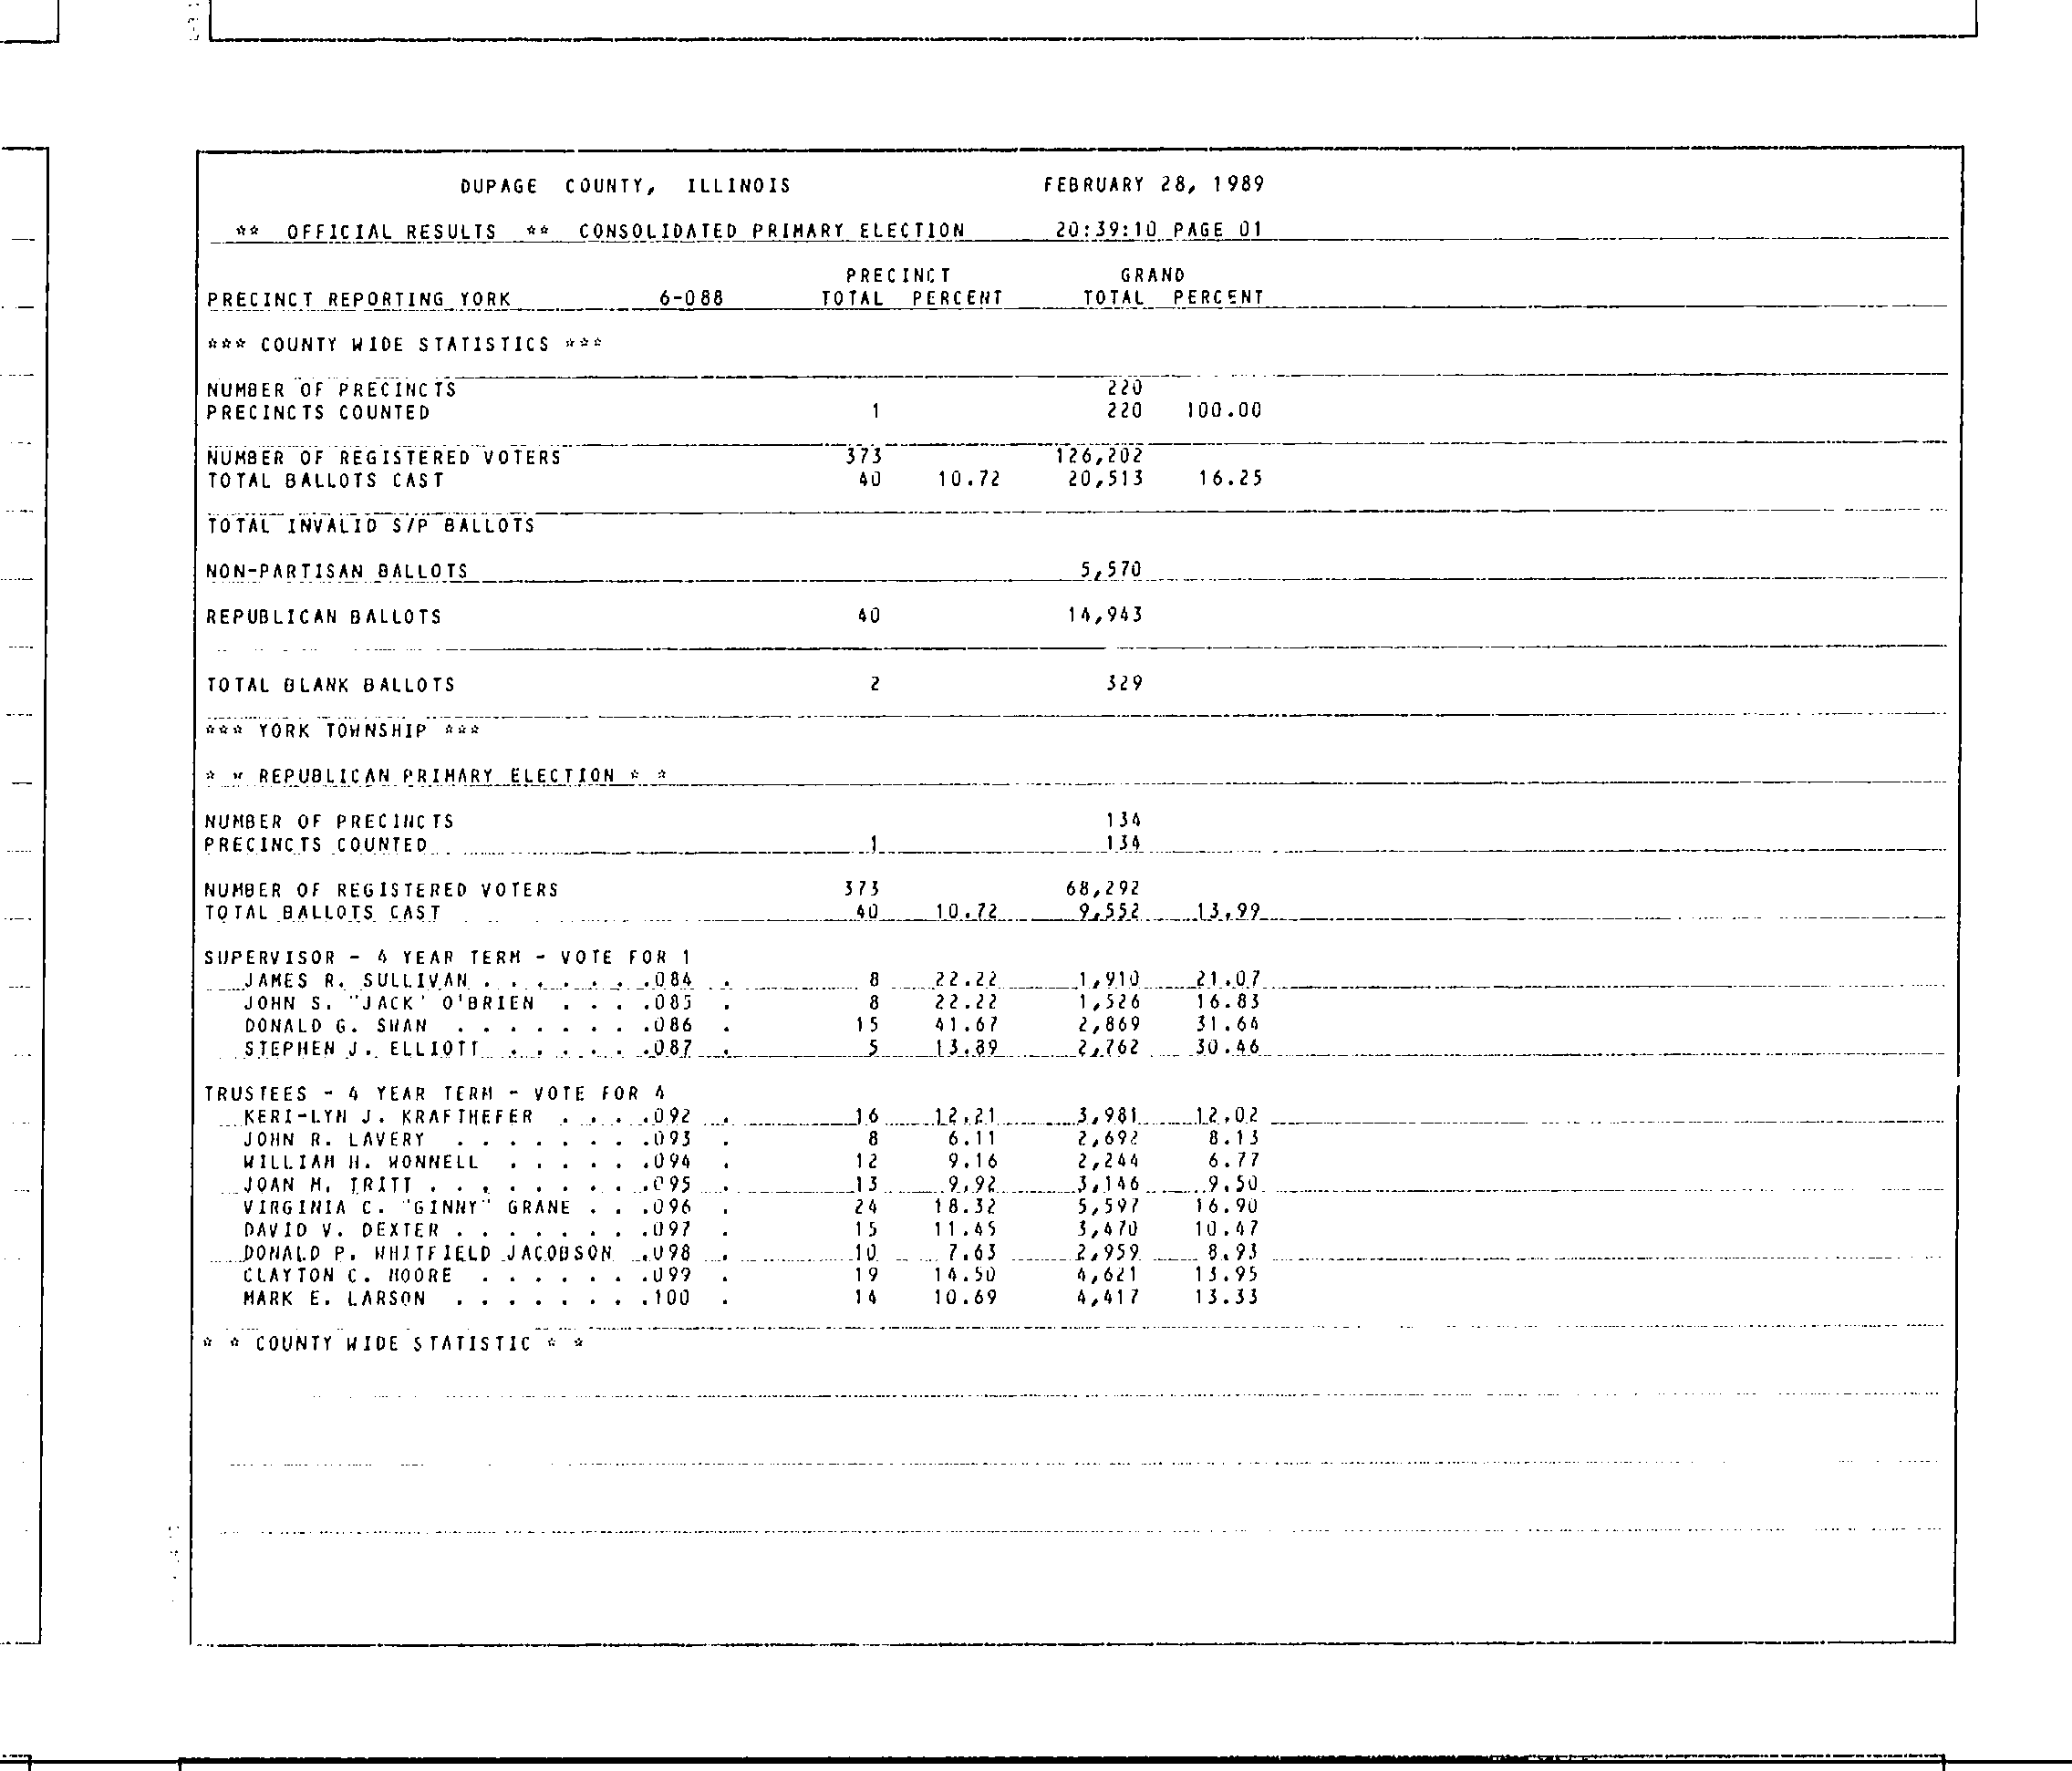 DUPAGE COUNTY, ILLINOIS FEBRUARY 28, 1989
** OFFICIAL RESULTS ** CONSOLIDATED PRIMARY ELECTION 20:39:10 PAGE 01
PRECINCT GRAND
PRECINCT REPORTING YORK 6-088 TOTAL PERCENT TOTAL PERCENT
*** COUNTY WIDE STATISTICS ***
NUMBER OF PRECINCTS 220
PRECINCTS COUNTED 1 220 100.00
NUMBER OF REGISTERED VOTERS 373 126,202
TOTAL BALLOTS CAST 40 10.72 20,513 16.25
TOTAL INVALID S/P BALLOTS
NON-PARTISAN BALLOTS 5,570
REPUBLICAN BALLOTS 40 14,943
TOTAL BLANK BALLOTS 2 329
*** YORK TOWNSHIP ***
* * REPUBLICAN PRIMARY ELECTION * *
NUMBER OF PRECINCTS 134
PRECINCTS COUNTED 1 134
NUMBER OF REGISTERED VOTERS 373 68,292
TOTAL BALLOTS CAST 40 10.72 9,552 13.99
SUPERVISOR - 4 YEAR TERM - VOTE FOR 1
JAMES R. SULLIVAN . . . . . . .084 . 8 22.22 1,910 21.07
JOHN S. "JACK' O'BRIEN . . . .085 . 8 22.22 1,526 16.83
DONALD G. SWAN . . . . . . . .086 . 15 41.67 2,869 31.64
STEPHEN J. ELLIOTT . . . . . .087 . 5 13.89 2,762 30.46
TRUSTEES - 4 YEAR TERM - VOTE FOR 4
KERI-LYN J. KRAFTHEFER . . . .092 . 16 12.21 3,981 12.02
JOHN R. LAVERY . . . . . . . .093 . 8 6.11 2,692 8.13
WILLIAM H. WONNELL . . . . . .094 . 12 9.16 2,244 6.77
JOAN M. TRITT . . . . . . . . .095 . 13 9.92 3,146 9.50
VIRGINIA C. "GINNY" GRANE . . .096 . 24 18.32 5,597 16.90
DAVID V. DEXTER . . . . . . . .097 . 15 11.45 3,470 10.47
DONALD P. WHITFIELD JACOBSON .098 . 10 7.63 2,959 8.93
CLAYTON C. MOORE . . . . . . .099 . 19 14.50 4,621 13.95
MARK E. LARSON . . . . . . . .100 . 14 10.69 4,417 13.33
* * COUNTY WIDE STATISTIC * *